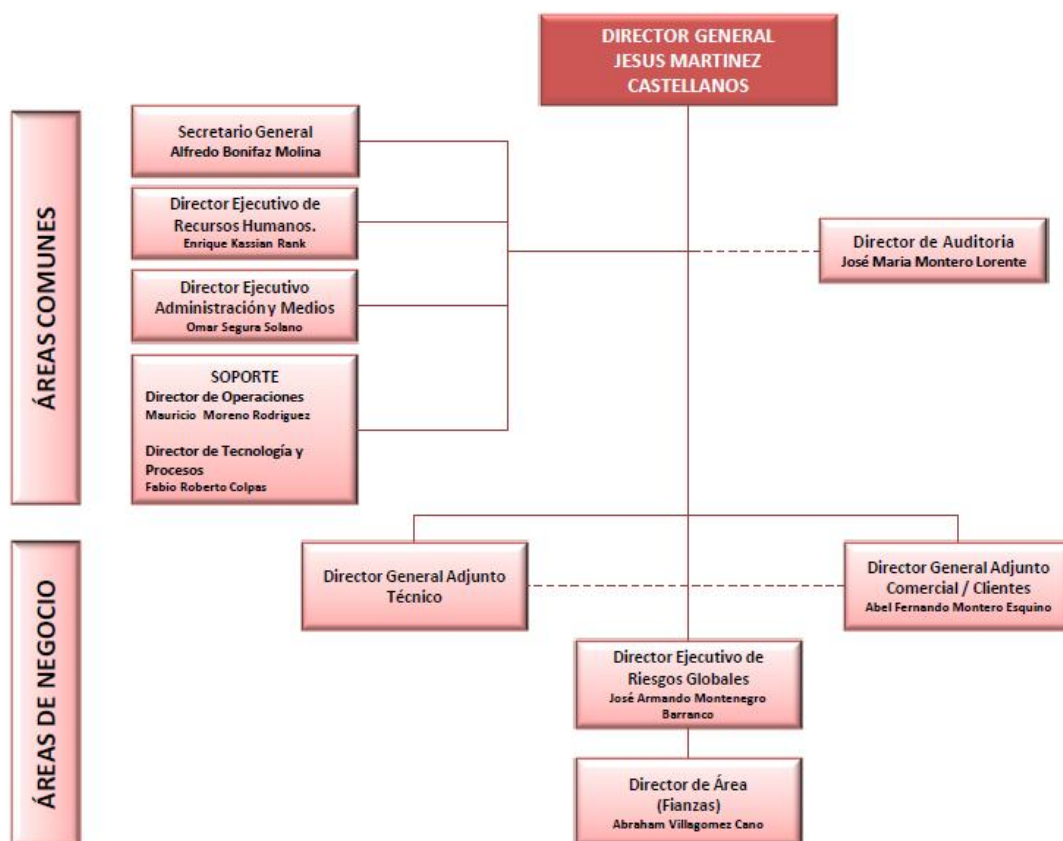 DIRECTOR GENERAL
JESUS MARTINEZ
CASTELLANOS
ÁREAS COMUNES
Secretario General
Alfredo Bonifaz Molina
Director Ejecutivo de
Recursos Humanos.
Enrique Kassian Rank
Director Ejecutivo
Administración y Medios
Omar Segura Solano
SOPORTE
Director de Operaciones
Mauricio Moreno Rodriguez
Director de Tecnología y
Procesos
Fabio Roberto Colpas
Director de Auditoria
José Maria Montero Lorente
ÁREAS DE NEGOCIO
Director General Adjunto
Técnico
Director General Adjunto
Comercial / Clientes
Abel Fernando Montero Esquino
Director Ejecutivo de
Riesgos Globales
José Armando Montenegro
Barranco
Director de Área
(Fianzas)
Abraham Villagomez Cano